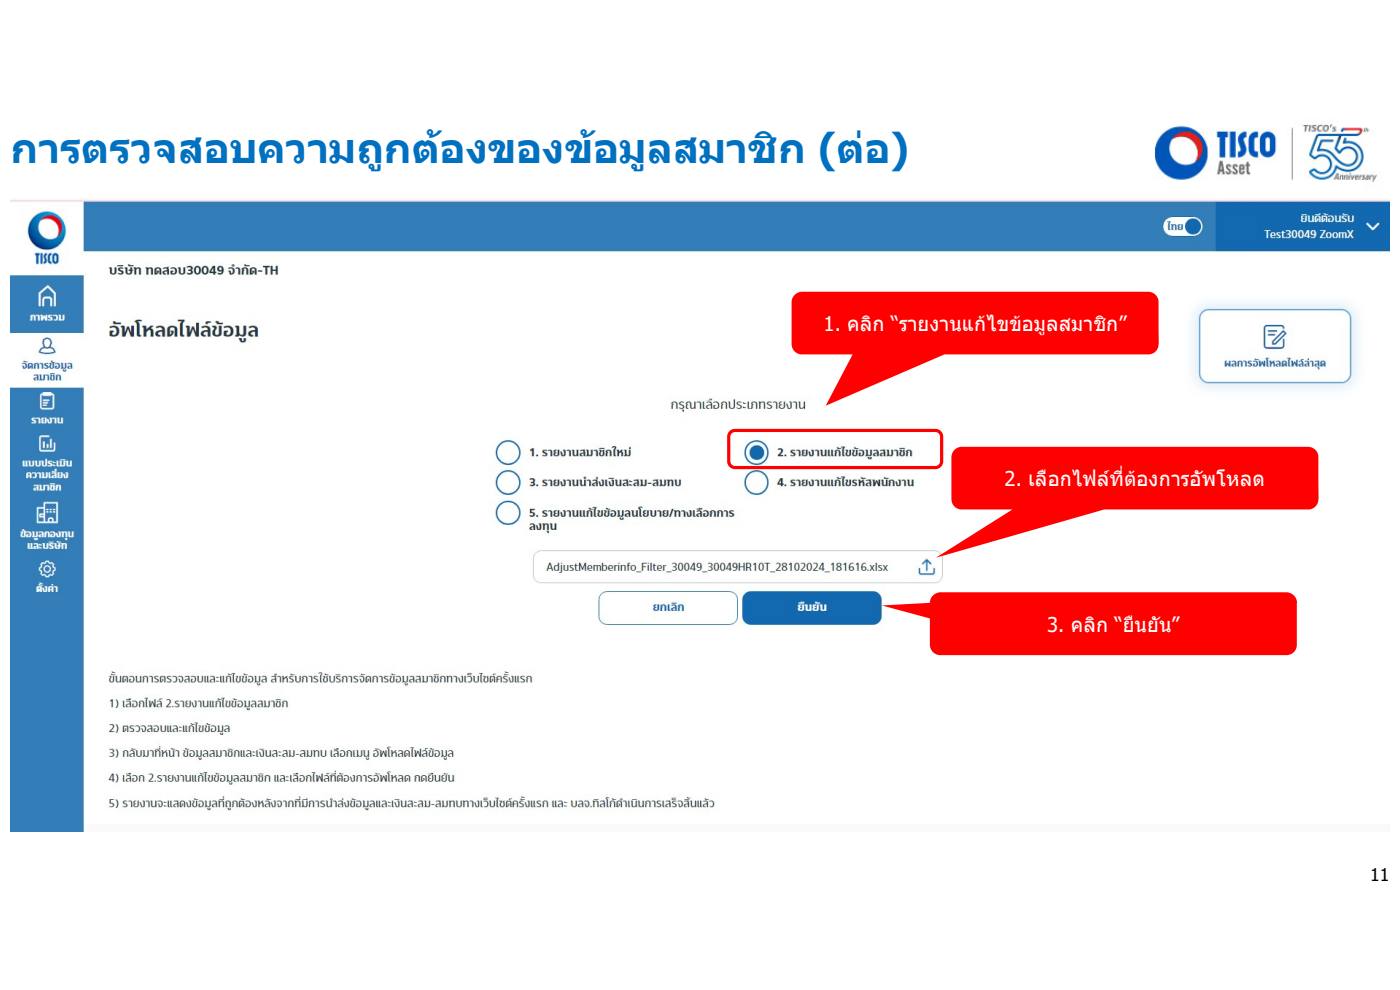 การตรวจสอบความถูกต้องของข้อมูลสมาชิก (ต่อ)
TISCO
Asset
TISCO's
55th
Anniversary
TISCO
ไทย
ยินดีต้อนรับ
Test30049 ZoomX
บริษัท ทดสอบ30049 จำกัด-TH
ภาพรวม
จัดการข้อมูล
สมาชิก
รายงาน
แบบประเมิน
ความเสี่ยง
สมาชิก
ข้อมูลกองทุน
และบริษัท
ตั้งค่า
อัพโหลดไฟล์ข้อมูล
1. คลิก “รายงานแก้ไขข้อมูลสมาชิก”
ผลการอัพโหลดไฟล์ล่าสุด
กรุณาเลือกประเภทรายงาน
1. รายงานสมาชิกใหม่
2. รายงานแก้ไขข้อมูลสมาชิก
3. รายงานนำส่งเงินสะสม-สมทบ
4. รายงานแก้ไขรหัสพนักงาน
5. รายงานแก้ไขข้อมูลนโยบาย/ทางเลือกการ
ลงทุน
2. เลือกไฟล์ที่ต้องการอัพโหลด
AdjustMemberinfo_Filter_30049_30049HR10T_28102024_181616.xlsx
ยกเลิก
ยืนยัน
3. คลิก “ยืนยัน”
ขั้นตอนการตรวจสอบและแก้ไขข้อมูล สำหรับการใช้บริการจัดการข้อมูลสมาชิกทางเว็บไซต์ครั้งแรก
1) เลือกไฟล์ 2.รายงานแก้ไขข้อมูลสมาชิก
2) ตรวจสอบและแก้ไขข้อมูล
3) กลับมาที่หน้า ข้อมูลสมาชิกและเงินสะสม-สมทบ เลือกเมนู อัพโหลดไฟล์ข้อมูล
4) เลือก 2.รายงานแก้ไขข้อมูลสมาชิก และเลือกไฟล์ที่ต้องการอัพโหลด กดยืนยัน
5) รายงานจะแสดงข้อมูลที่ถูกต้องหลังจากที่มีการนำส่งข้อมูลและเงินสะสม-สมทบทางเว็บไซต์ครั้งแรก และ บลจ.ทิสโก้ดำเนินการเสร็จสิ้นแล้ว
11